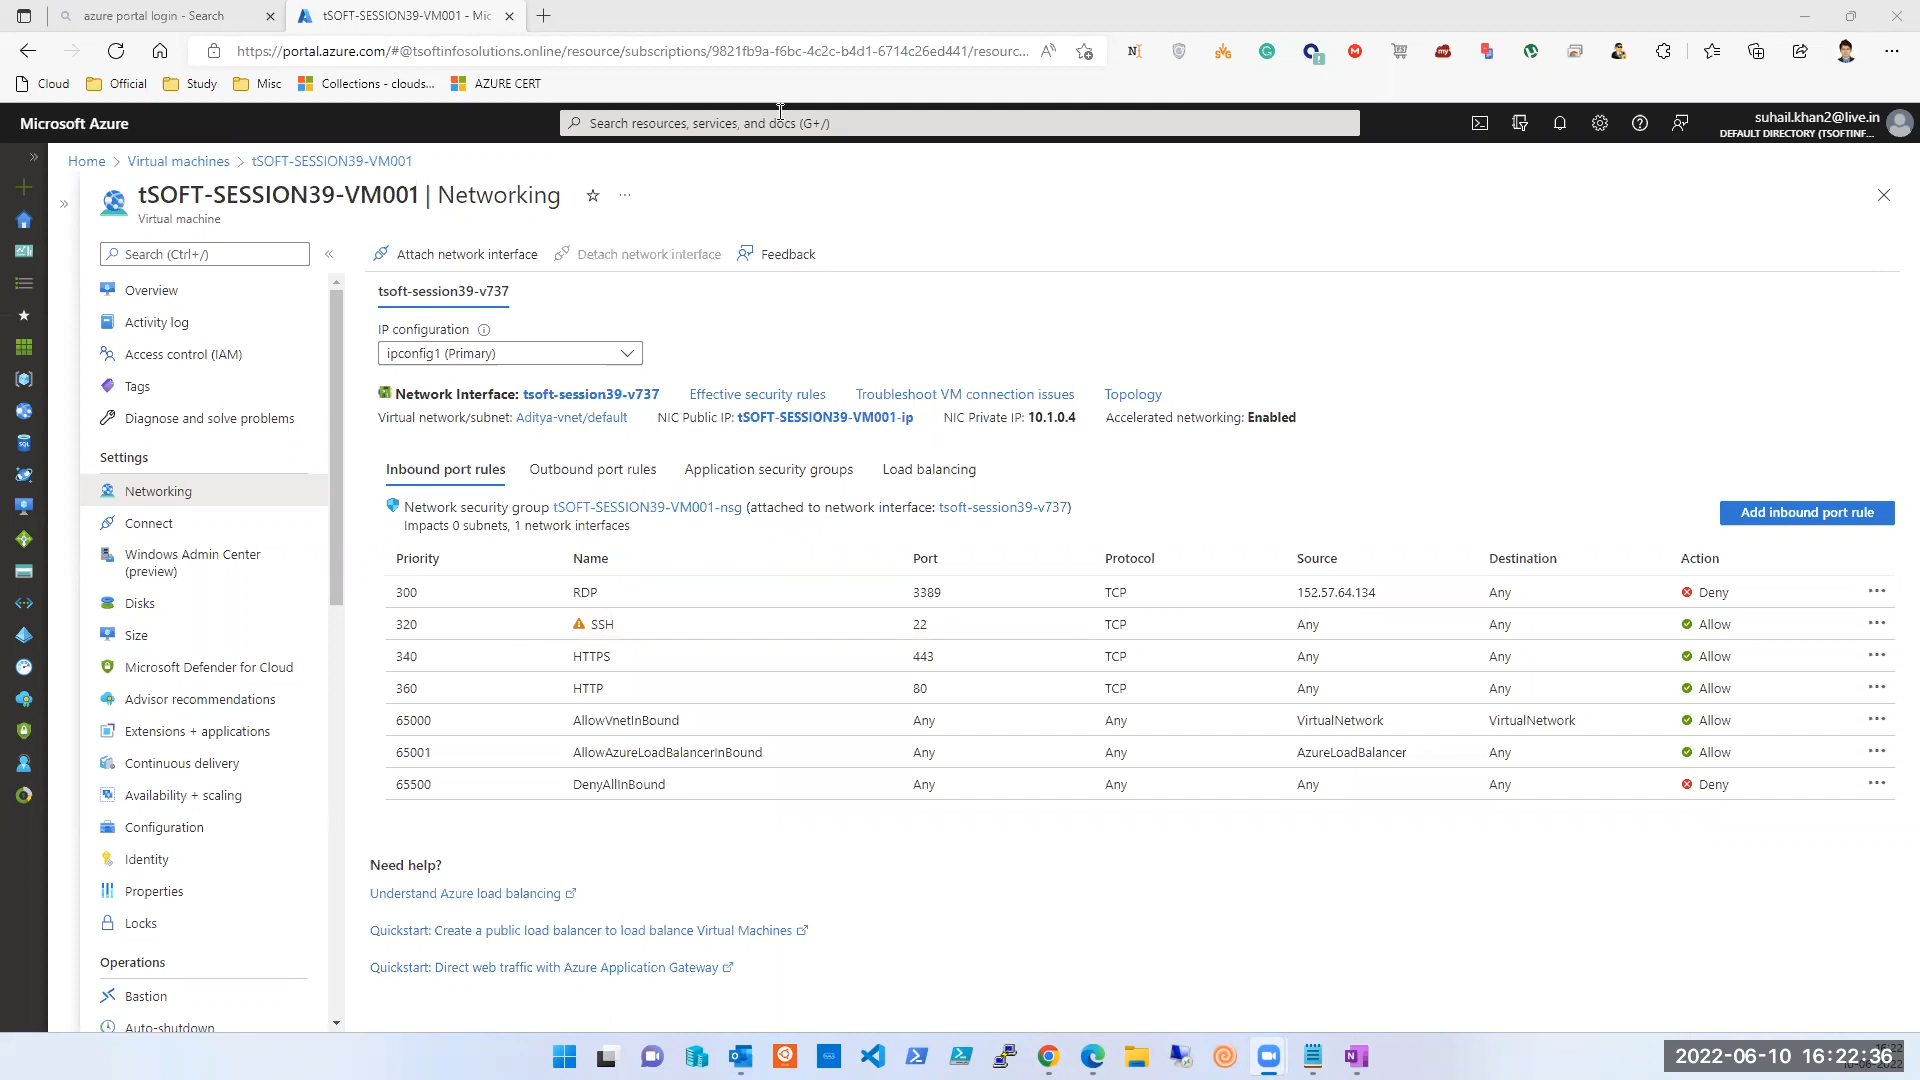 azure portal login - Search
tSOFT-SESSION39-VM001 - Mic
https://portal.azure.com/#@tsoftinfosolutions.online/resource/subscriptions/9821fb9a-f6bc-4c2c-b4d1-6714c26ed441/resourc...
Cloud
Official
Study
Misc
Collections - clouds...
AZURE CERT
Microsoft Azure
Search resources, services, and docs (G+/)
suhail.khan2@live.in
DEFAULT DIRECTORY (TSOFTINF...
Home > Virtual machines > tSOFT-SESSION39-VM001
tSOFT-SESSION39-VM001 | Networking
Virtual machine
Search (Ctrl+/)
Attach network interface
Detach network interface
Feedback
Overview
Activity log
Access control (IAM)
Tags
Diagnose and solve problems
Settings
Networking
Connect
Windows Admin Center (preview)
Disks
Size
Microsoft Defender for Cloud
Advisor recommendations
Extensions + applications
Continuous delivery
Availability + scaling
Configuration
Identity
Properties
Locks
Operations
Bastion
Auto-shutdown
tsoft-session39-v737
IP configuration
ipconfig1 (Primary)
Network Interface: tsoft-session39-v737 Effective security rules Troubleshoot VM connection issues Topology
Virtual network/subnet: Aditya-vnet/default NIC Public IP: tSOFT-SESSION39-VM001-ip NIC Private IP: 10.1.0.4 Accelerated networking: Enabled
Inbound port rules Outbound port rules Application security groups Load balancing
Network security group tSOFT-SESSION39-VM001-nsg (attached to network interface: tsoft-session39-v737)
Impacts 0 subnets, 1 network interfaces
Add inbound port rule
Priority Name Port Protocol Source Destination Action
300 RDP 3389 TCP 152.57.64.134 Any Deny
320 SSH 22 TCP Any Any Allow
340 HTTPS 443 TCP Any Any Allow
360 HTTP 80 TCP Any Any Allow
65000 AllowVnetInBound Any Any VirtualNetwork VirtualNetwork Allow
65001 AllowAzureLoadBalancerInBound Any Any AzureLoadBalancer Any Allow
65500 DenyAllInBound Any Any Any Any Deny
Need help?
Understand Azure load balancing
Quickstart: Create a public load balancer to load balance Virtual Machines
Quickstart: Direct web traffic with Azure Application Gateway
2022-06-10 16:22:36